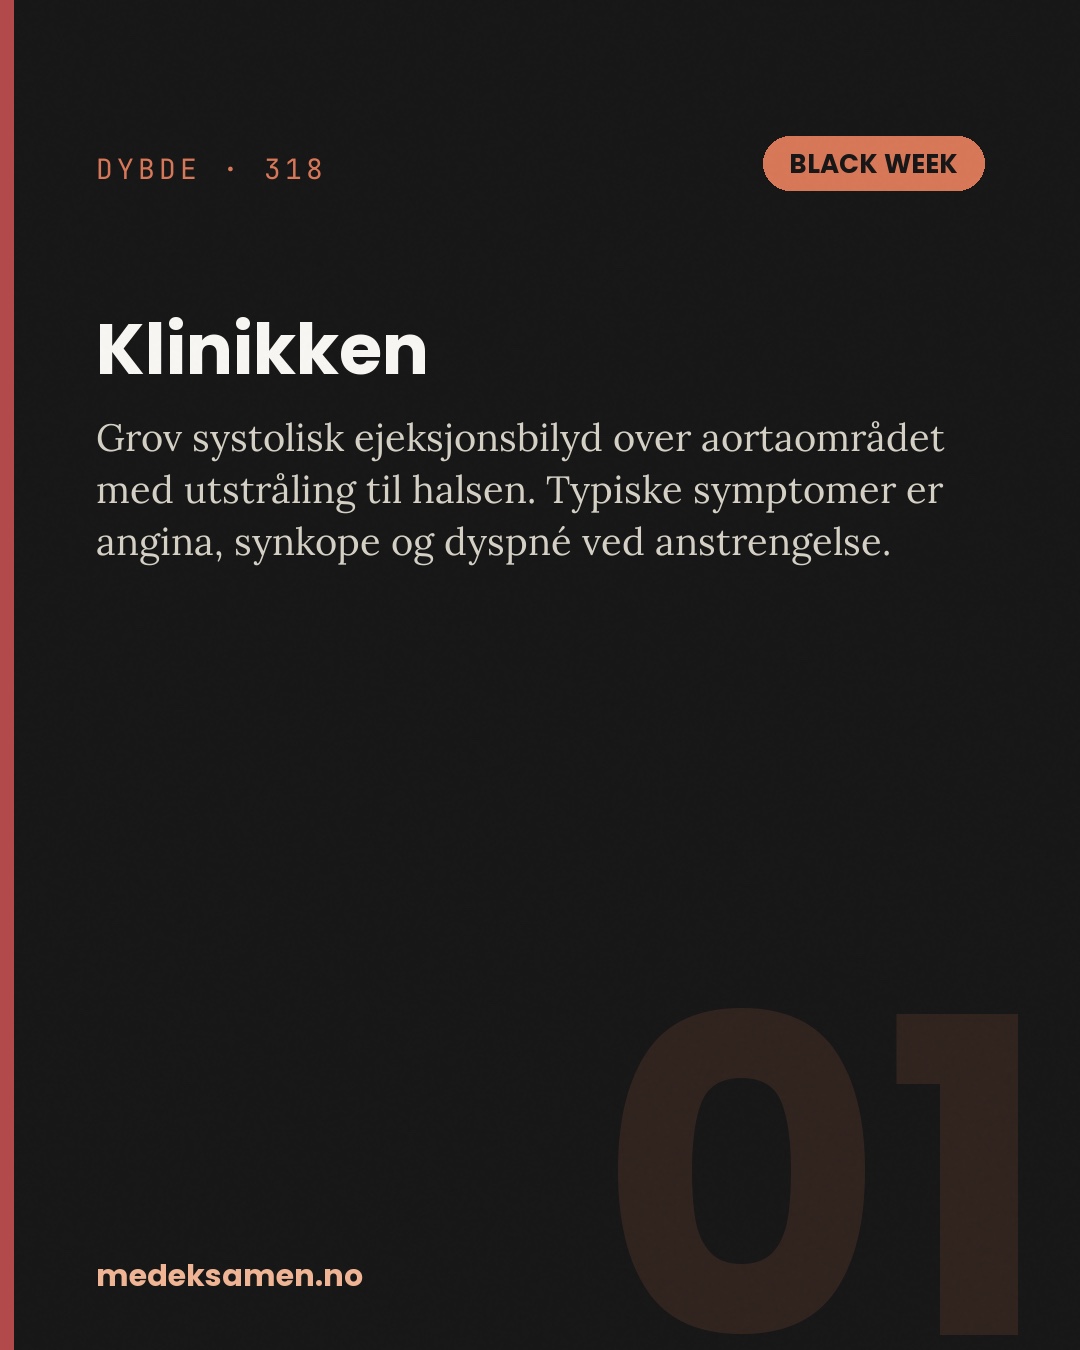 DYBDE · 318
BLACK WEEK
Klinikken
Grov systolisk ejeksjonsbilyd over aortaområdet
med utstråling til halsen. Typiske symptomer er
angina, synkope og dyspné ved anstrengelse.
01
medeksamen.no